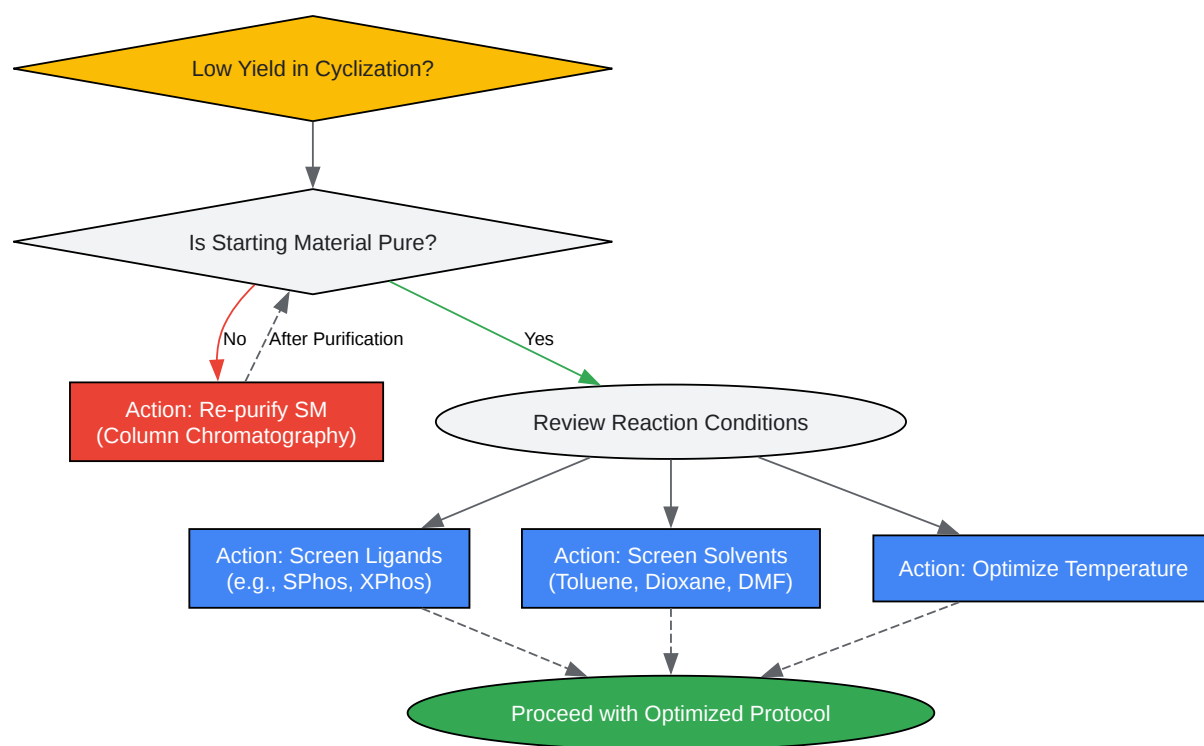 Low Yield in Cyclization?
Is Starting Material Pure?
No
After Purification
Yes
Action: Re-purify SM
(Column Chromatography)
Review Reaction Conditions
Action: Screen Ligands
(e.g., SPhos, XPhos)
Action: Screen Solvents
(Toluene, Dioxane, DMF)
Action: Optimize Temperature
Proceed with Optimized Protocol